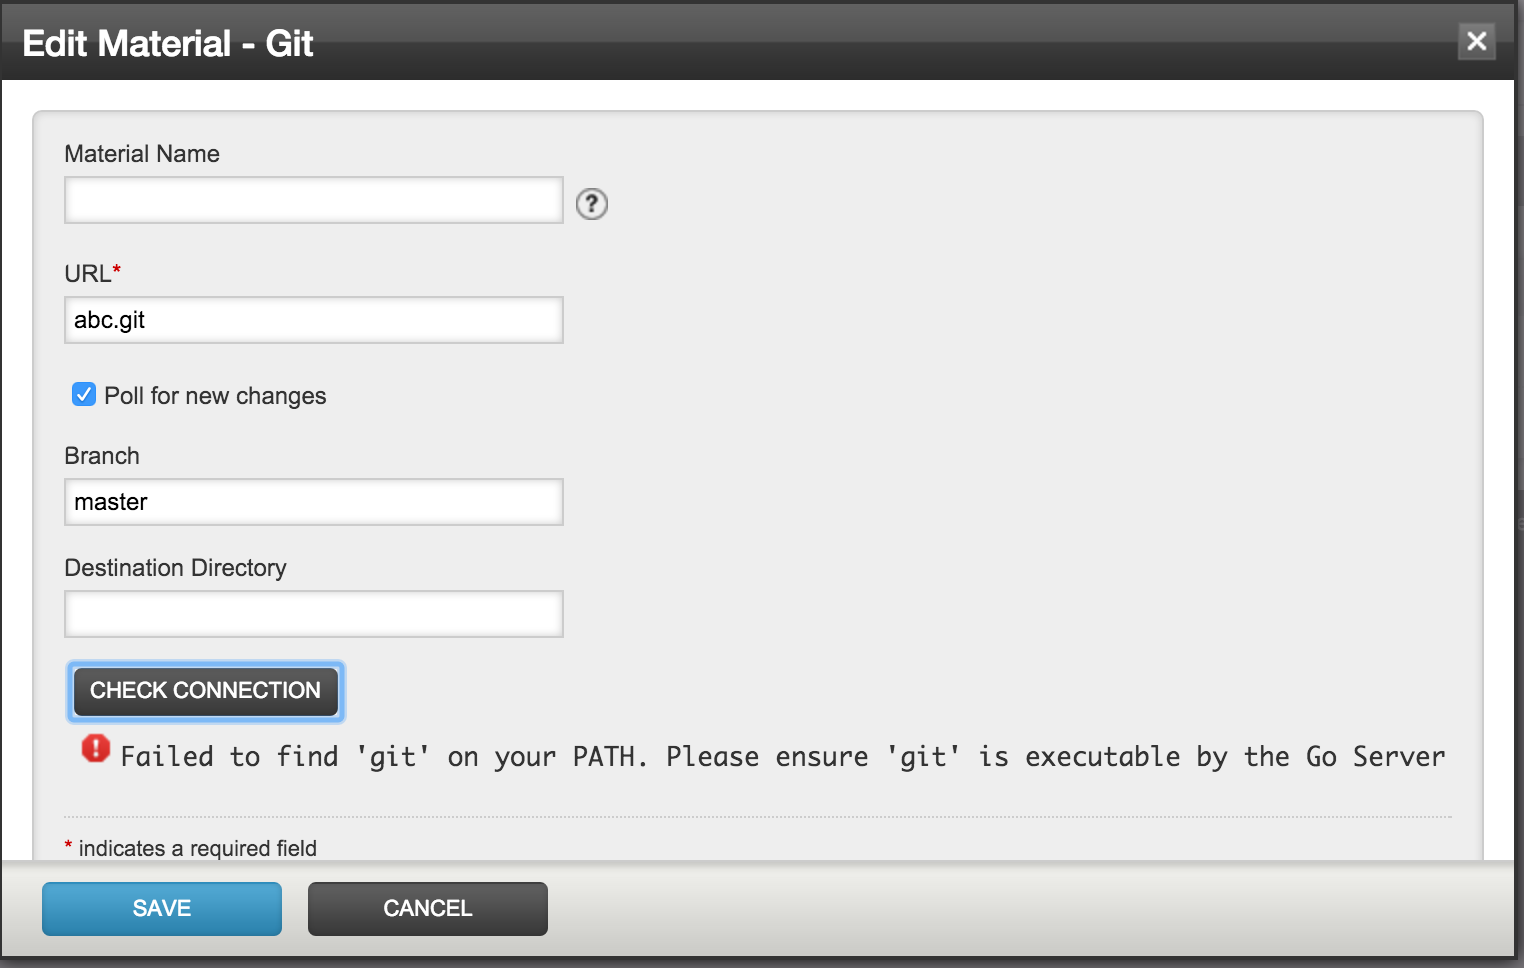 Edit Material - Git
Material Name
?
URL*
abc.git
Poll for new changes
Branch
master
Destination Directory
CHECK CONNECTION
Failed to find 'git' on your PATH. Please ensure 'git' is executable by the Go Server
* indicates a required field
SAVE CANCEL